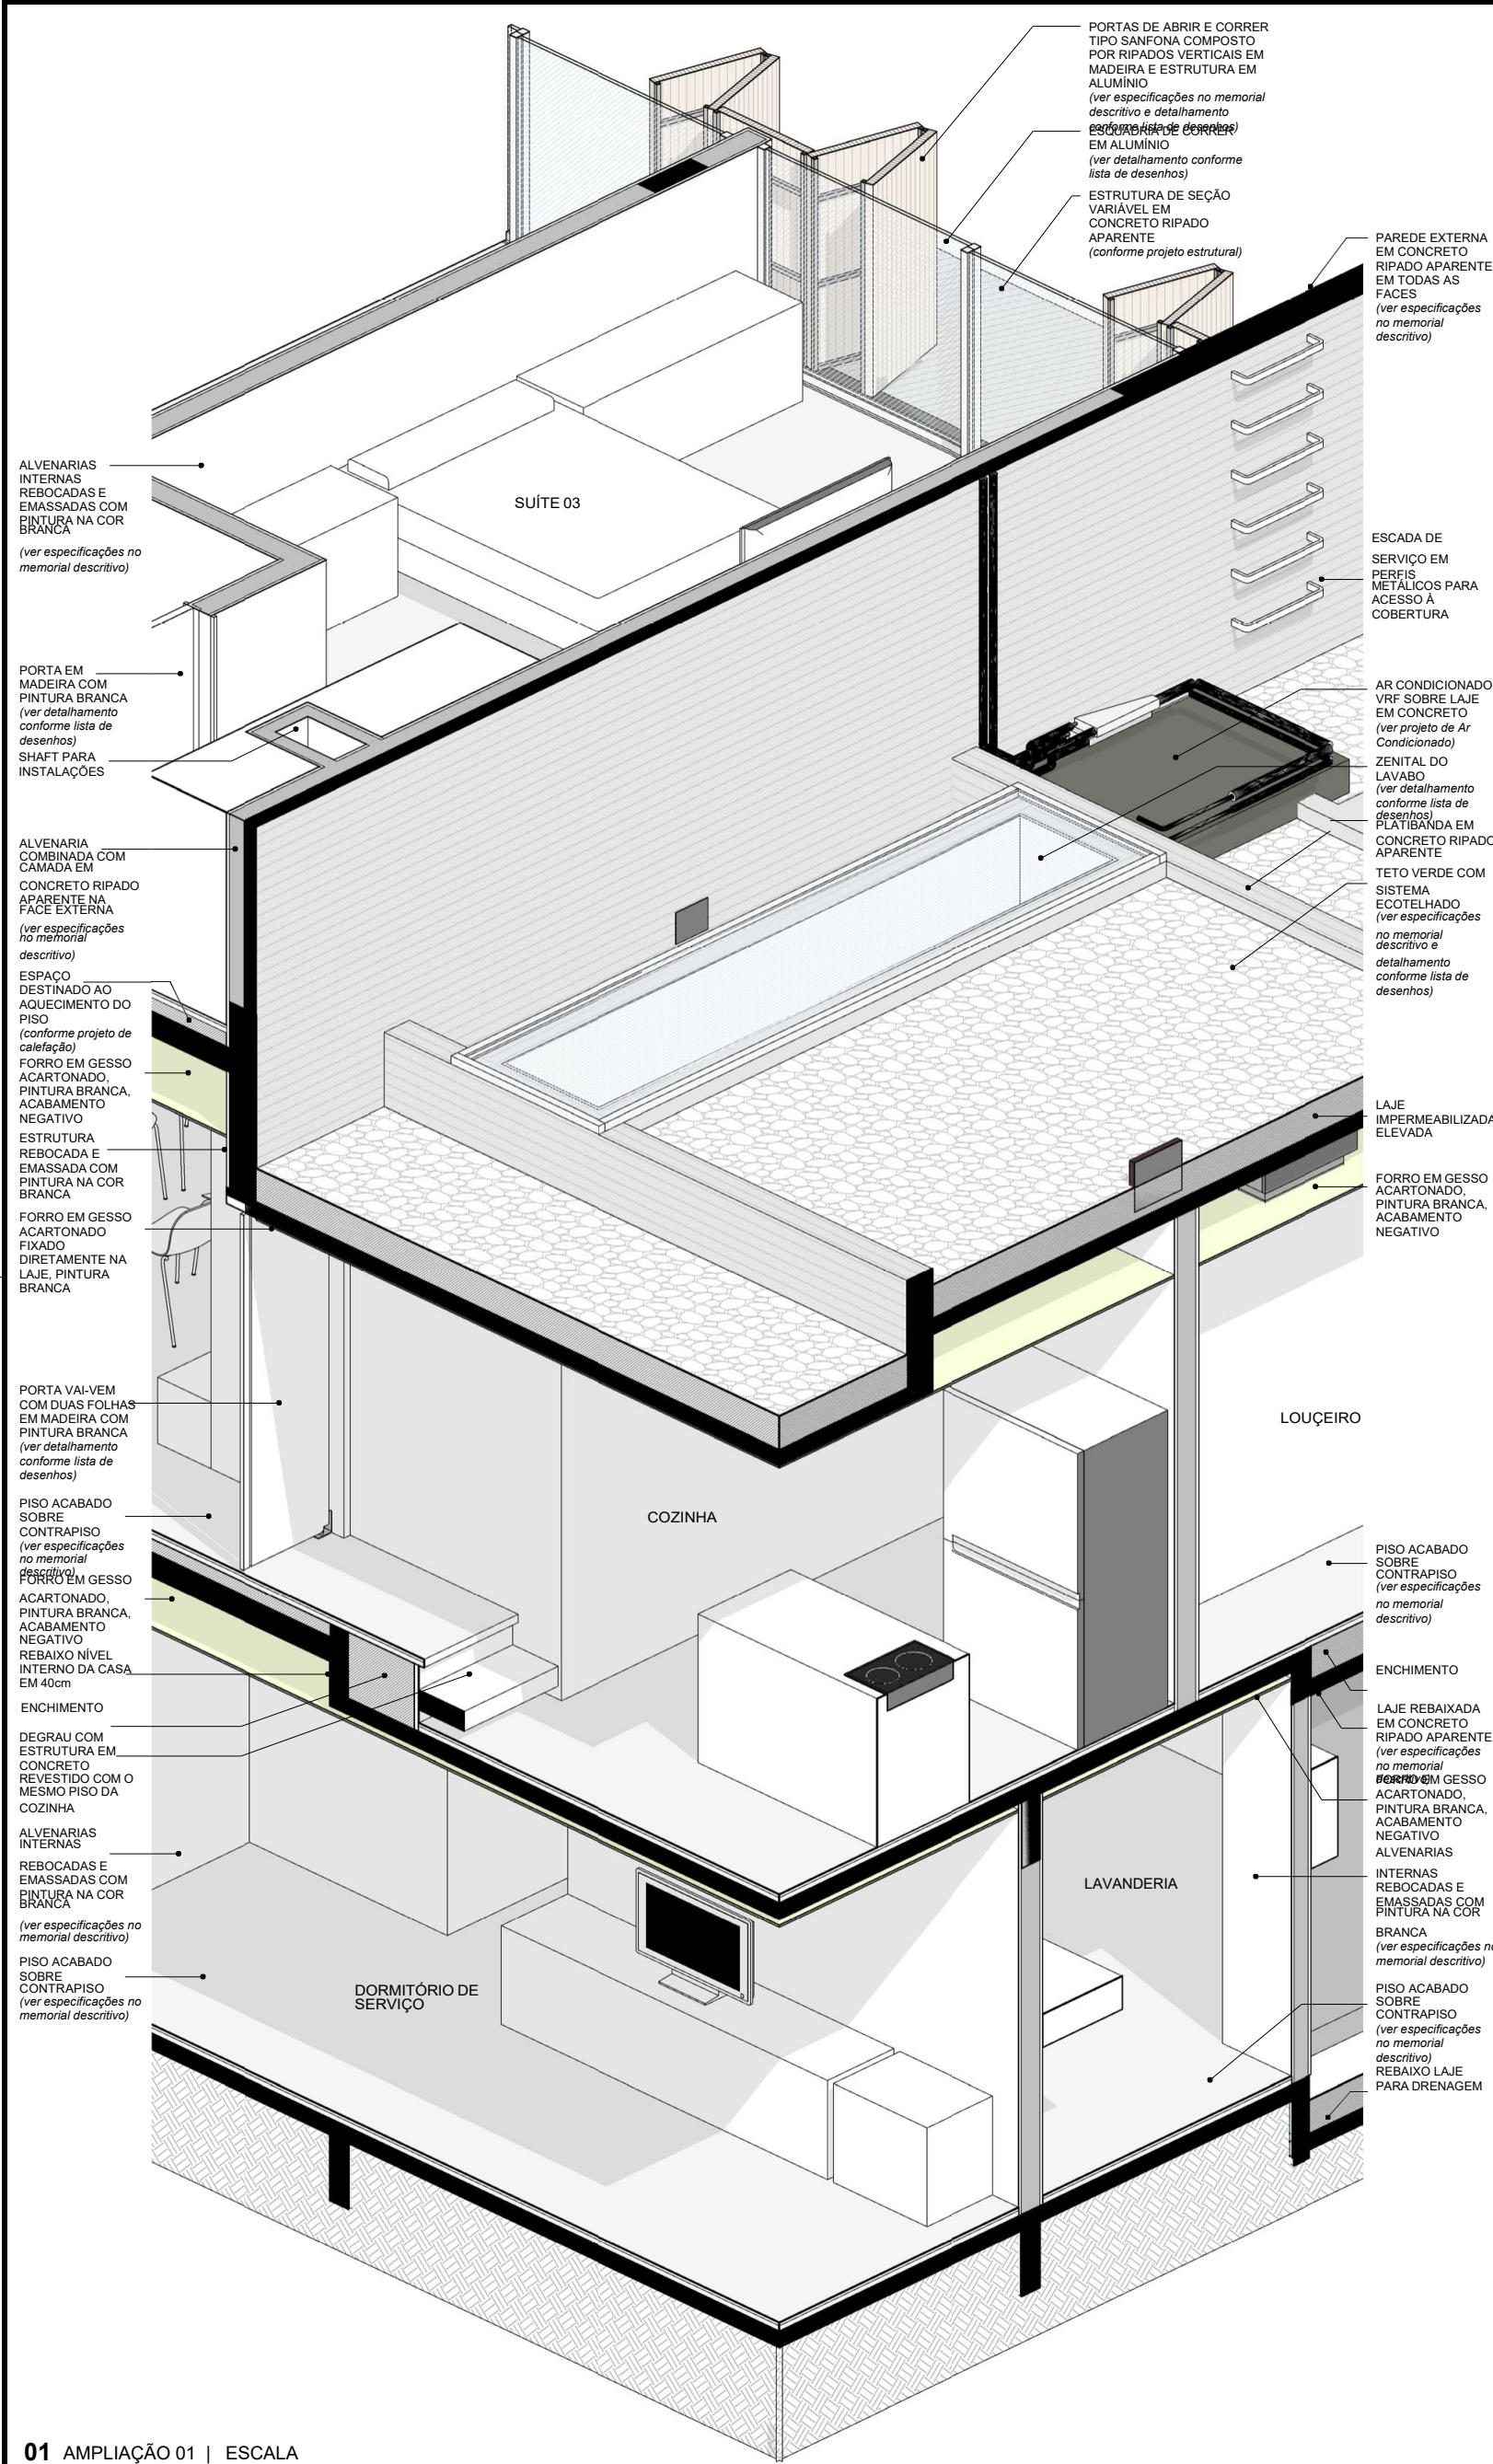 PORTAS DE ABRIR E CORRER
TIPO SANFONA COMPOSTO
POR RIPADOS VERTICAIS EM
MADEIRA E ESTRUTURA EM
ALUMÍNIO
(ver especificações no memorial
descritivo e detalhamento
conforme lista de desenhos)
ESQUADRIA DE CORRER
EM ALUMÍNIO
(ver detalhamento conforme
lista de desenhos)
ESTRUTURA DE SEÇÃO
VARIÁVEL EM
CONCRETO RIPADO
APARENTE
(conforme projeto estrutural)
PAREDE EXTERNA
EM CONCRETO
RIPADO APARENTE
EM TODAS AS
FACES
(ver especificações
no memorial
descritivo)
ESCADA DE
SERVIÇO EM
PERFIS
METÁLICOS PARA
ACESSO À
COBERTURA
AR CONDICIONADO
VRF SOBRE LAJE
EM CONCRETO
(ver projeto de Ar
Condicionado)
ZENITAL DO
LAVABO
(ver detalhamento
conforme lista de
desenhos)
PLATIBANDA EM
CONCRETO RIPADO
APARENTE
TETO VERDE COM
SISTEMA
ECOTELHADO
(ver especificações
no memorial
descritivo e
detalhamento
conforme lista de
desenhos)
LAJE
IMPERMEABILIZADA
ELEVADA
FORRO EM GESSO
ACARTONADO,
PINTURA BRANCA,
ACABAMENTO
NEGATIVO
PISO ACABADO
SOBRE
CONTRAPISO
(ver especificações
no memorial
descritivo)
ENCHIMENTO
LAJE REBAIXADA
EM CONCRETO
RIPADO APARENTE
(ver especificações
no memorial
descritivo)
FORRO EM GESSO
ACARTONADO,
PINTURA BRANCA,
ACABAMENTO
NEGATIVO
ALVENARIAS
INTERNAS
REBOCADAS E
EMASSADAS COM
PINTURA NA COR
BRANCA
(ver especificações no
memorial descritivo)
PISO ACABADO
SOBRE
CONTRAPISO
(ver especificações
no memorial
descritivo)
REBAIXO LAJE
PARA DRENAGEM
ALVENARIAS
INTERNAS
REBOCADAS E
EMASSADAS COM
PINTURA NA COR
BRANCA
(ver especificações no
memorial descritivo)
PORTA EM
MADEIRA COM
PINTURA BRANCA
(ver detalhamento
conforme lista de
desenhos)
SHAFT PARA
INSTALAÇÕES
ALVENARIA
COMBINADA COM
CAMADA EM
CONCRETO RIPADO
APARENTE NA
FACE EXTERNA
(ver especificações
no memorial
descritivo)
ESPAÇO
DESTINADO AO
AQUECIMENTO DO
PISO
(conforme projeto de
calefação)
FORRO EM GESSO
ACARTONADO,
PINTURA BRANCA,
ACABAMENTO
NEGATIVO
ESTRUTURA
REBOCADA E
EMASSADA COM
PINTURA NA COR
BRANCA
FORRO EM GESSO
ACARTONADO
FIXADO
DIRETAMENTE NA
LAJE, PINTURA
BRANCA
PORTA VAI-VEM
COM DUAS FOLHAS
EM MADEIRA COM
PINTURA BRANCA
(ver detalhamento
conforme lista de
desenhos)
PISO ACABADO
SOBRE
CONTRAPISO
(ver especificações
no memorial
descritivo)
FORRO EM GESSO
ACARTONADO,
PINTURA BRANCA,
ACABAMENTO
NEGATIVO
REBAIXO NÍVEL
INTERNO DA CASA
EM 40cm
ENCHIMENTO
DEGRAU COM
ESTRUTURA EM
CONCRETO
REVESTIDO COM O
MESMO PISO DA
COZINHA
ALVENARIAS
INTERNAS
REBOCADAS E
EMASSADAS COM
PINTURA NA COR
BRANCA
(ver especificações no
memorial descritivo)
PISO ACABADO
SOBRE
CONTRAPISO
(ver especificações no
memorial descritivo)
SUÍTE 03
LOUÇEIRO
COZINHA
LAVANDERIA
DORMITÓRIO DE
SERVIÇO
01 AMPLIAÇÃO 01 | ESCALA